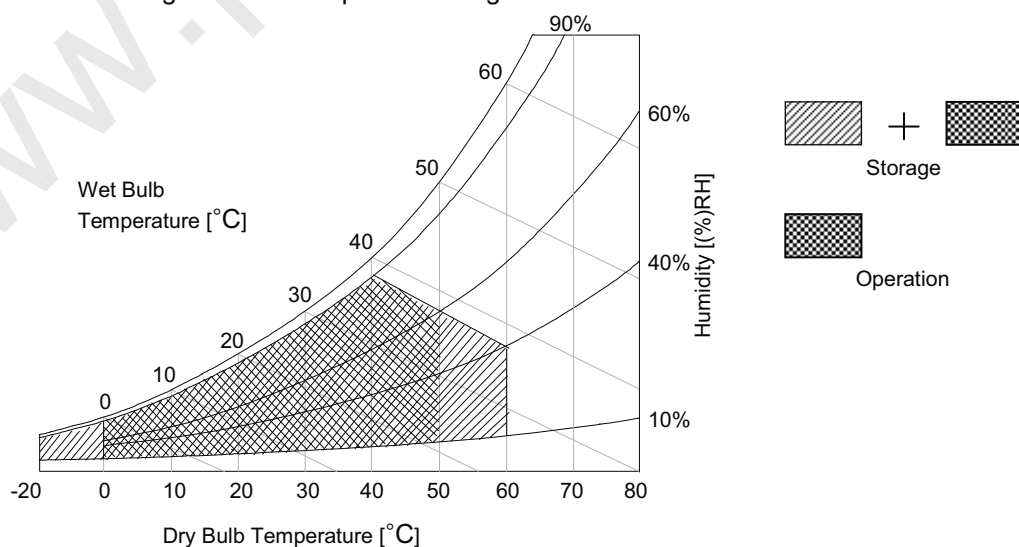 90%
60
60%
50
Wet Bulb
Temperature [°C]
40
Humidity [(%)RH]
40%
30
20
10
0
10%
-20 0 10 20 30 40 50 60 70 80
Dry Bulb Temperature [°C]
+
Storage
Operation